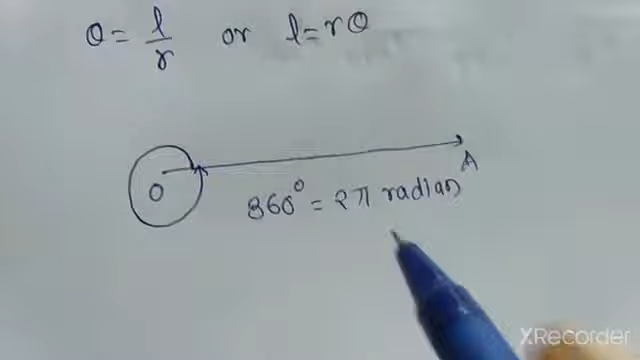 θ = l/r or l = rθ
A
O
360° = 2π radian
XRecorder